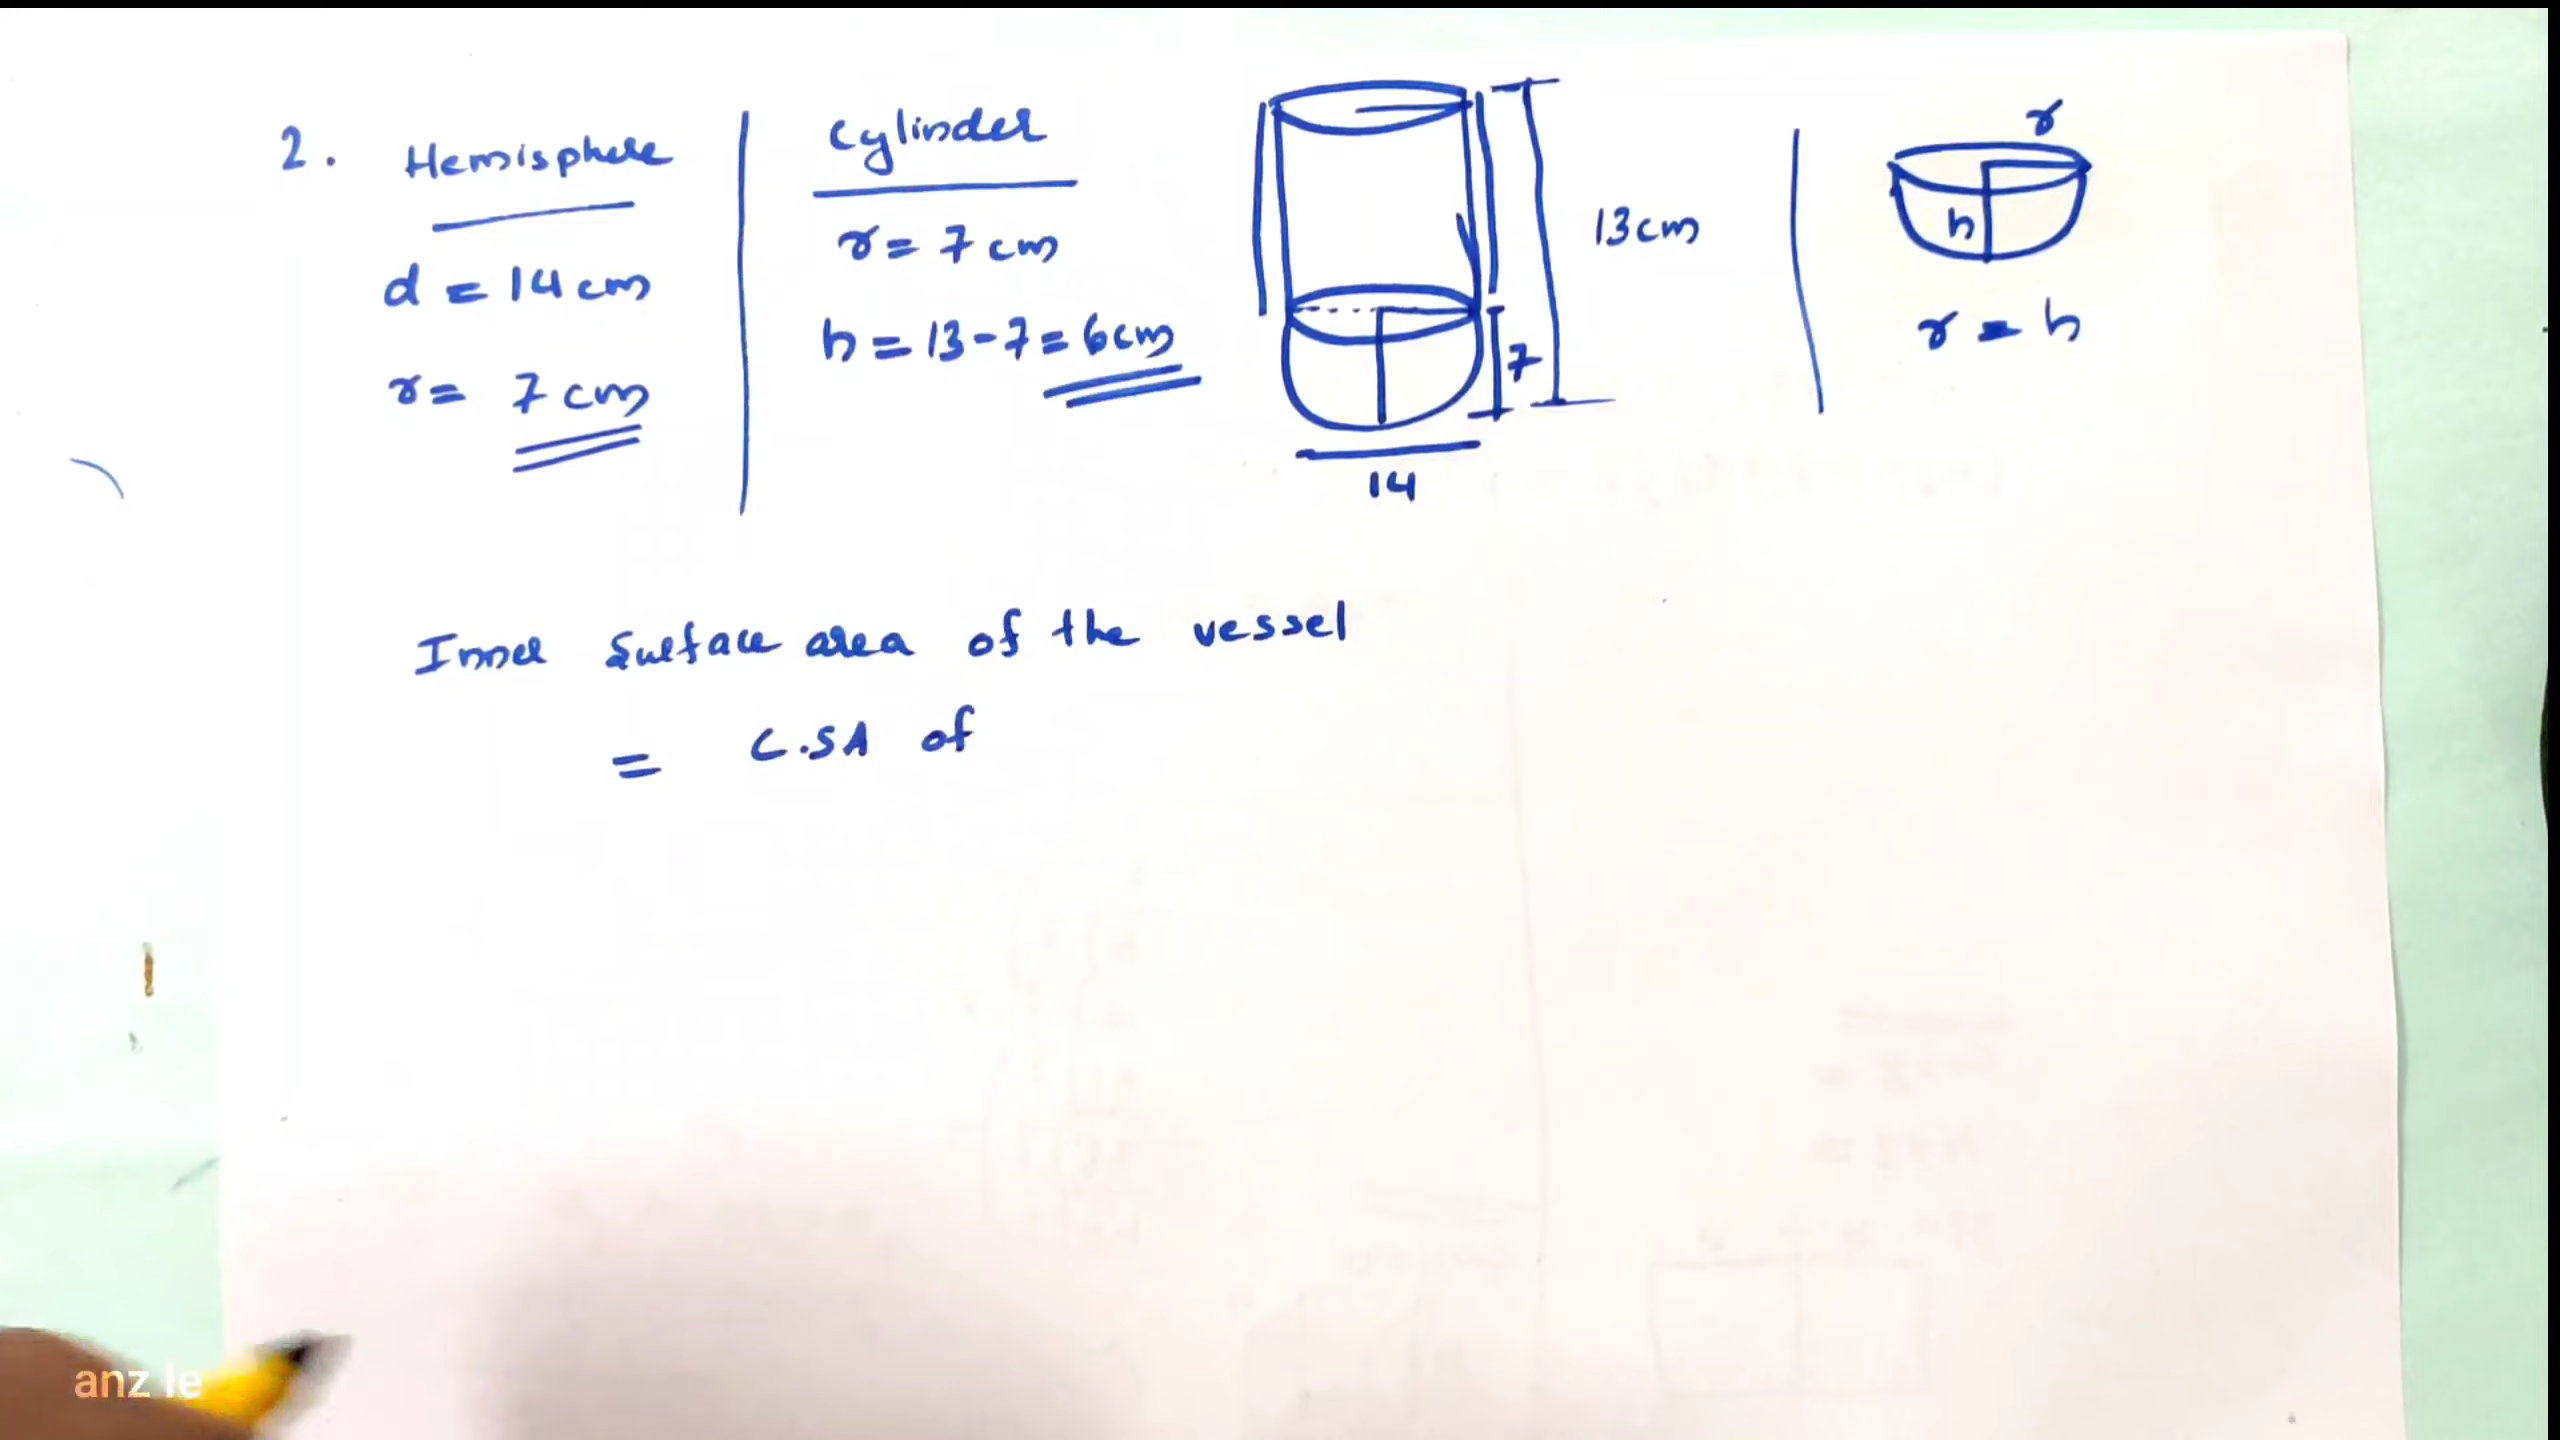 2.
Hemisphere
d = 14 cm
r = 7 cm
Cylinder
r = 7 cm
h = 13 - 7 = 6 cm
13 cm
7
14
r
h
r = h
Inner surface area of the vessel
= C.SA of
anz le